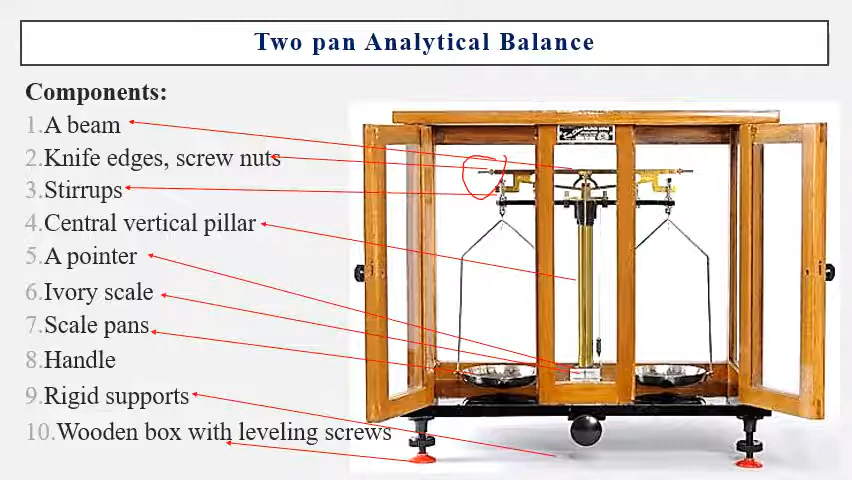 Two pan Analytical Balance
Components:
1.A beam
2.Knife edges, screw nuts
3.Stirrups
4.Central vertical pillar
5.A pointer
6.Ivory scale
7.Scale pans
8.Handle
9.Rigid supports
10.Wooden box with leveling screws